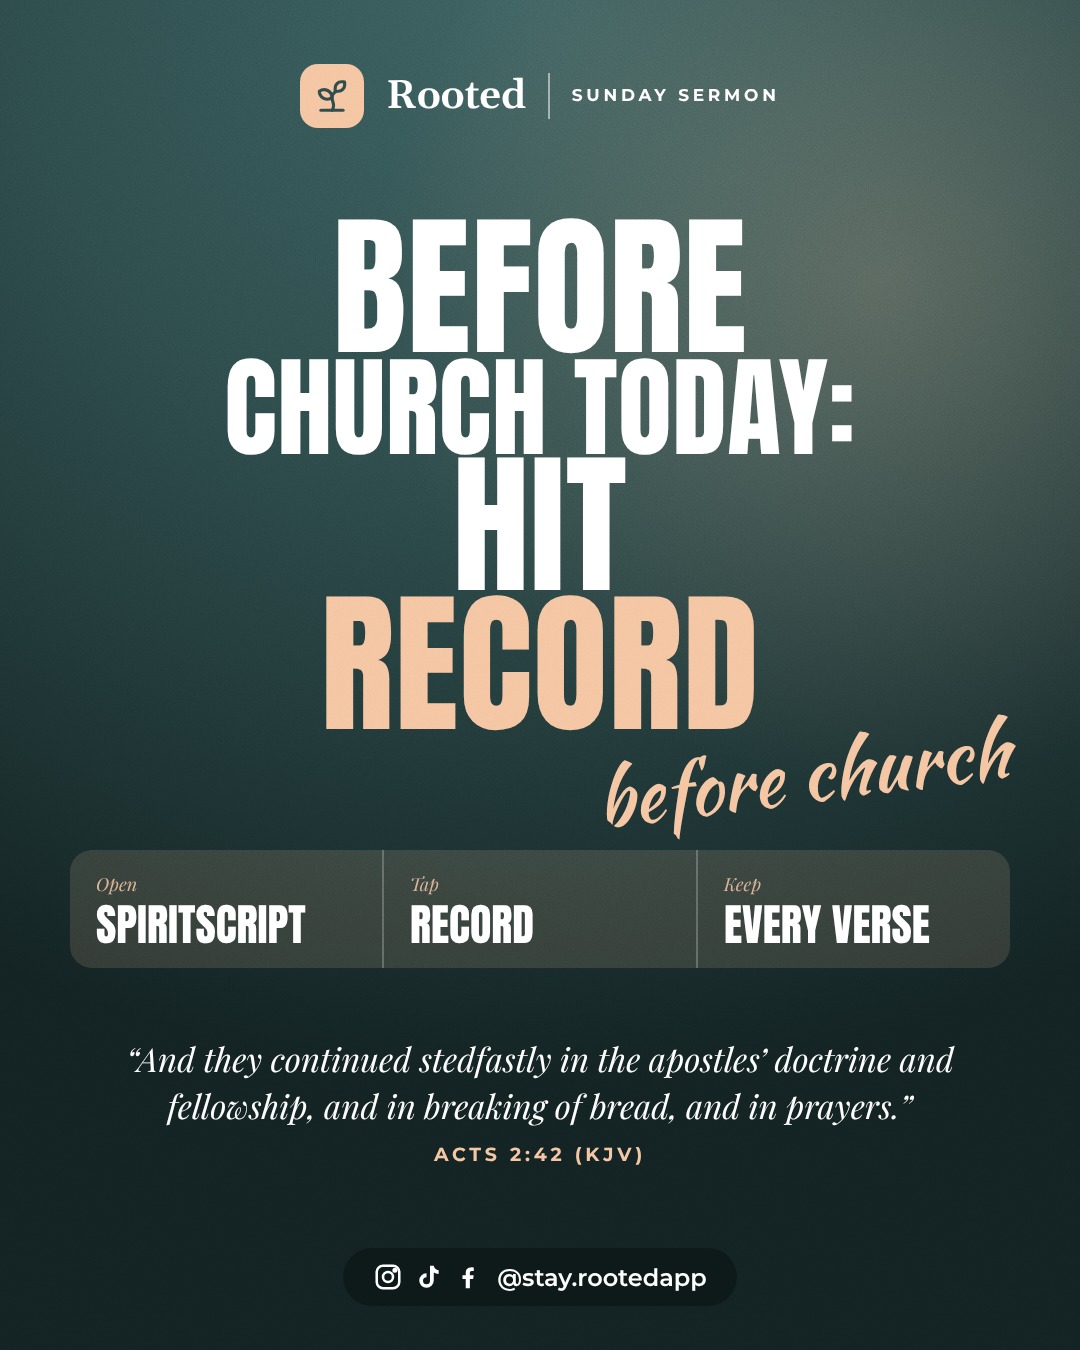 Rooted
SUNDAY SERMON
BEFORE
CHURCH TODAY:
HIT
RECORD
before church
Open
SPIRITSCRIPT
Tap
RECORD
Keep
EVERY VERSE
“And they continued stedfastly in the apostles’ doctrine and
fellowship, and in breaking of bread, and in prayers.”
ACTS 2:42 (KJV)
@stay.rootedapp